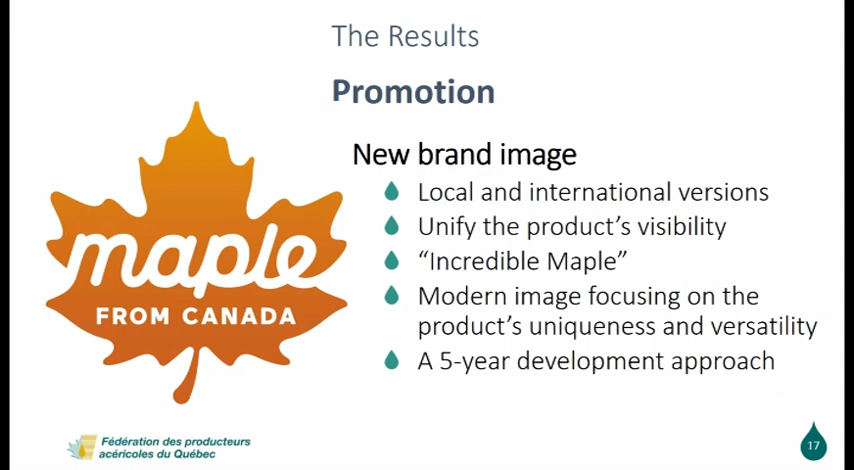 The Results
Promotion
maple
FROM CANADA
New brand image
Local and international versions
Unify the product’s visibility
“Incredible Maple”
Modern image focusing on the
product’s uniqueness and versatility
A 5-year development approach
Fédération des producteurs
acéricoles du Québec
17